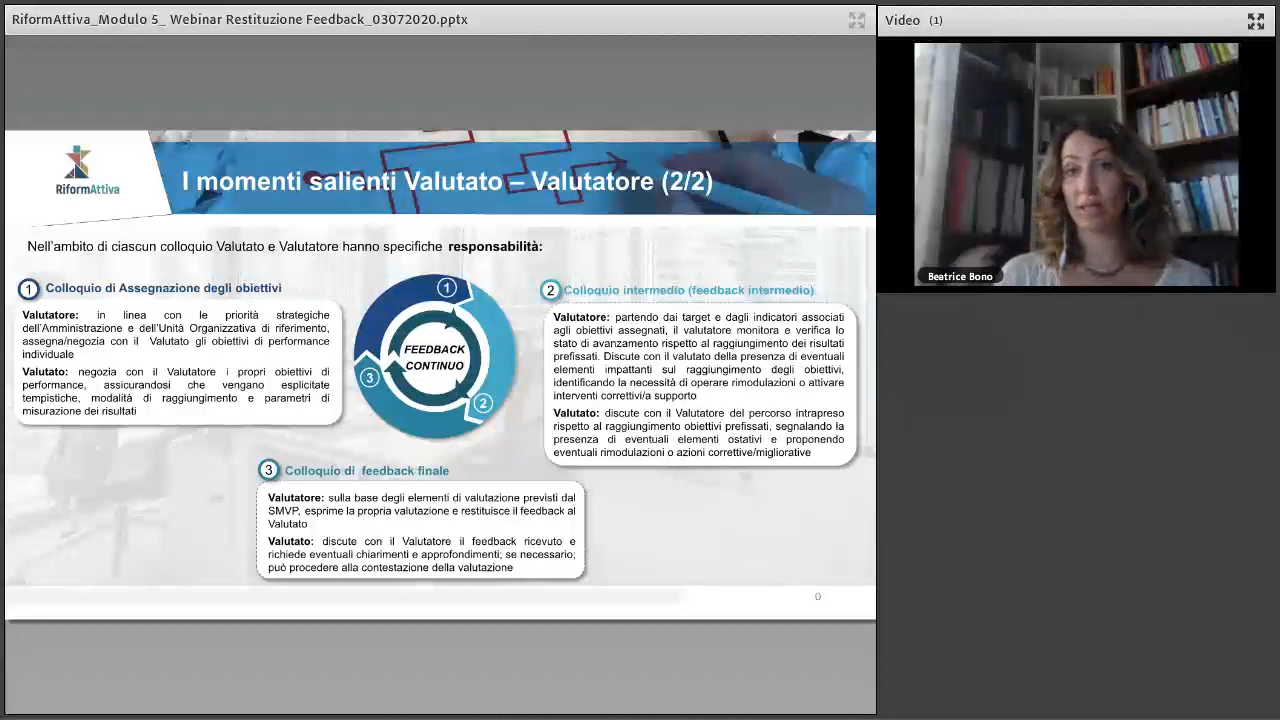 RiformAttiva_Modulo 5_ Webinar Restituzione Feedback_03072020.pptx
Video (1)
RiformAttiva
I momenti salienti Valutato – Valutatore (2/2)
Nell'ambito di ciascun colloquio Valutato e Valutatore hanno specifiche responsabilità:
1 Colloquio di Assegnazione degli obiettivi
Valutatore: in linea con le priorità strategiche
dell'Amministrazione e dell'Unità Organizzativa di riferimento,
assegna/negozia con il Valutato gli obiettivi di performance
individuale
Valutato: negozia con il Valutatore i propri obiettivi di
performance, assicurandosi che vengano esplicitate
tempistiche, modalità di raggiungimento e parametri di
misurazione dei risultati
1
FEEDBACK
CONTINUO
3
2
2 Colloquio intermedio (feedback intermedio)
Valutatore: partendo dai target e dagli indicatori associati
agli obiettivi assegnati, il valutatore monitora e verifica lo
stato di avanzamento rispetto al raggiungimento dei risultati
prefissati. Discute con il valutato della presenza di eventuali
elementi impattanti sul raggiungimento degli obiettivi,
identificando la necessità di operare rimodulazioni o attivare
interventi correttivi/a supporto
Valutato: discute con il Valutatore del percorso intrapreso
rispetto al raggiungimento obiettivi prefissati, segnalando la
presenza di eventuali elementi ostativi e proponendo
eventuali rimodulazioni o azioni correttive/migliorative
3 Colloquio di feedback finale
Valutatore: sulla base degli elementi di valutazione previsti dal
SMVP, esprime la propria valutazione e restituisce il feedback al
Valutato
Valutato: discute con il Valutatore il feedback ricevuto e
richiede eventuali chiarimenti e approfondimenti; se necessario;
può procedere alla contestazione della valutazione
0
Beatrice Bono